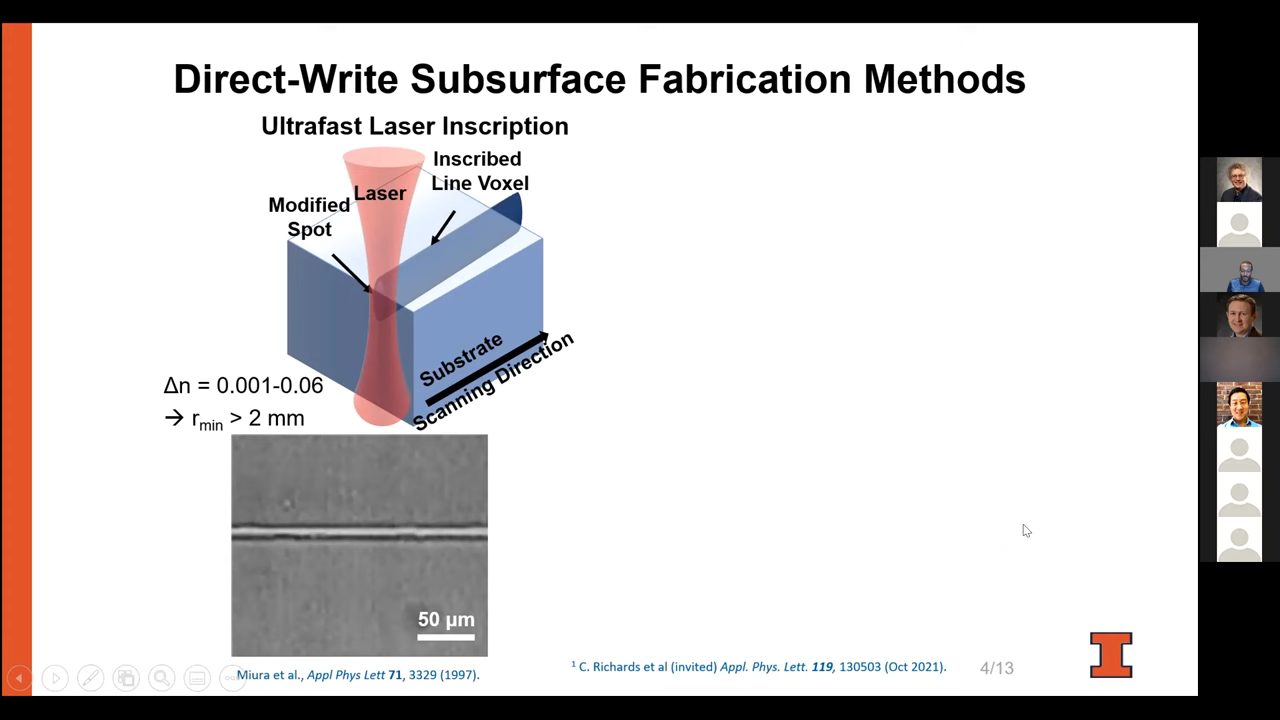 Direct-Write Subsurface Fabrication Methods
Ultrafast Laser Inscription
Inscribed
Line Voxel
Laser
Modified
Spot
Substrate
Scanning Direction
Δn = 0.001-0.06
→ rmin > 2 mm
50 µm
Miura et al., Appl Phys Lett 71, 3329 (1997).
1 C. Richards et al (invited) Appl. Phys. Lett. 119, 130503 (Oct 2021).
4/13